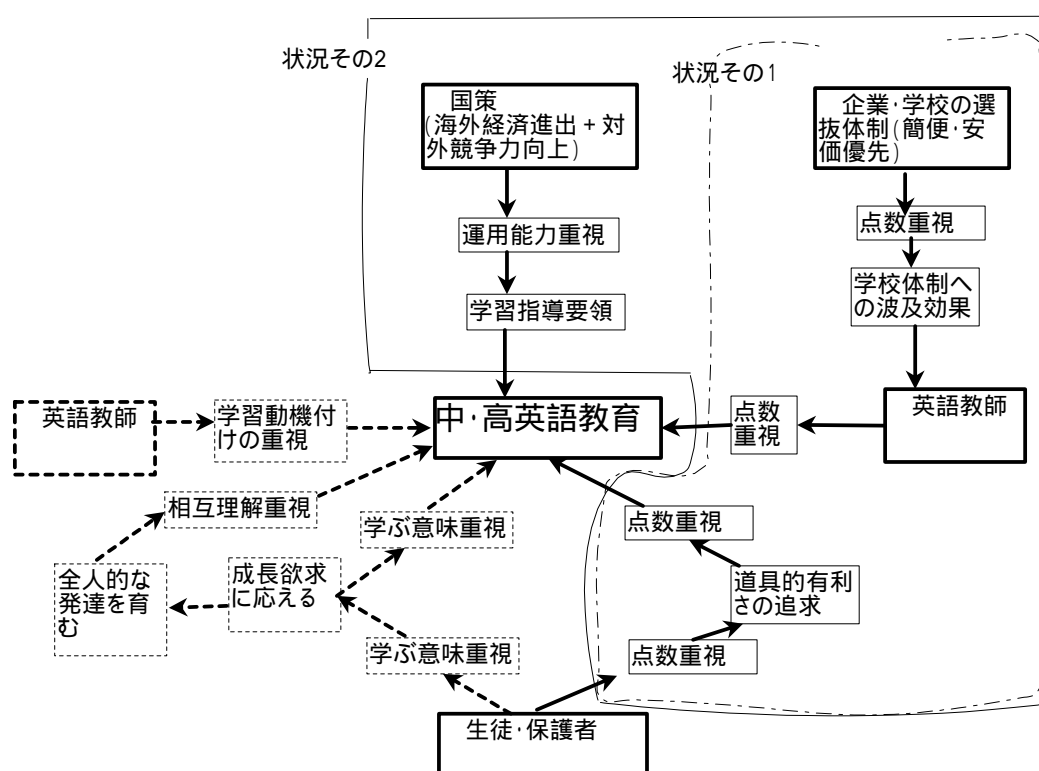 状況その2
状況その1
国策
(海外経済進出 + 対
外競争力向上)
企業・学校の選
抜体制(簡便・安
価優先)
運用能力重視
点数重視
学習指導要領
学校体制へ
の波及効果
英語教師
学習動機付
けの重視
中・高英語教育
点数
重視
英語教師
相互理解重視
学ぶ意味重視
点数重視
全人的な
発達を育
む
成長欲求
に応える
道具的有利
さの追求
学ぶ意味重視
点数重視
生徒・保護者